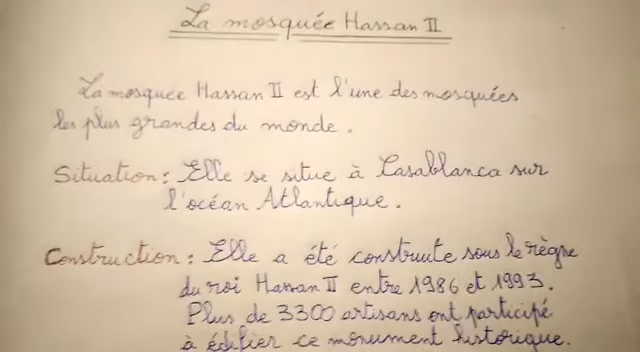 La mosquée Hassan II
La mosquee Hassan II est l'une des mosquées
les plus grandes du monde.
Situation : Elle se situe à Casablanca sur
l'océan Atlantique.
Construction : Elle a été construite sous le règne
du roi Hassan II entre 1986 et 1993.
Plus de 3300 artisans ont participé
à édifier ce monument historique.